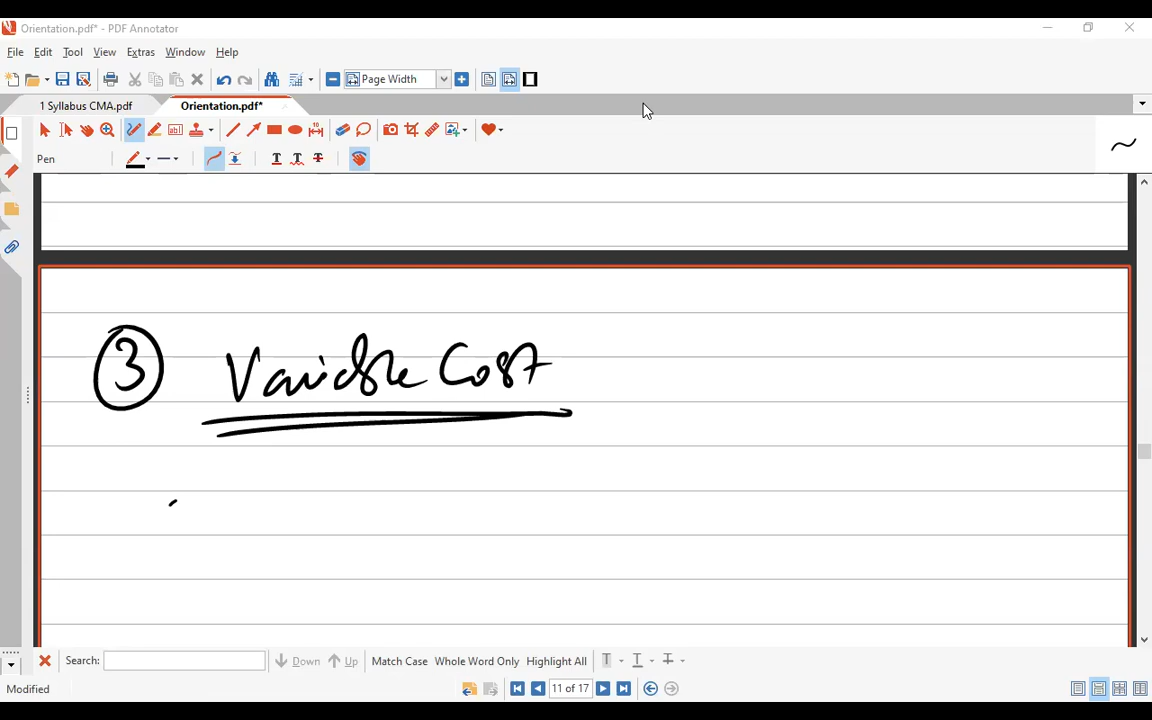 Orientation.pdf* - PDF Annotator
File Edit Tool View Extras Window Help
Page Width
1 Syllabus CMA.pdf Orientation.pdf*
Pen
3 Variable Cost
Search: Down Up Match Case Whole Word Only Highlight All
11 of 17
Modified